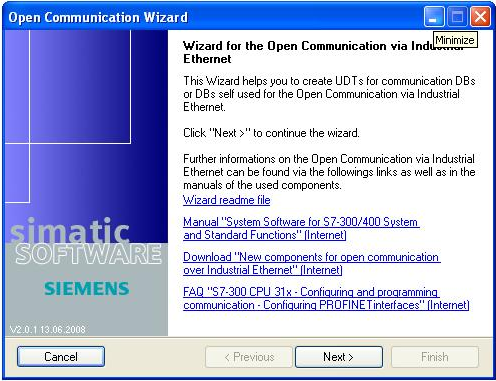 Open Communication Wizard
Minimize
Wizard for the Open Communication via Industrial
Ethernet
This Wizard helps you to create UDTs for communication DBs
or DBs self used for the Open Communication via Industrial
Ethernet.
Click "Next >" to continue the wizard.
Further informations on the Open Communication via Industrial
Ethernet can be found via the followings links as well as in the
manuals of the used components.
Wizard readme file
Manual "System Software for S7-300/400 System
and Standard Functions" (Internet)
Download "New components for open communication
over Industrial Ethernet" (Internet)
FAQ "S7-300 CPU 31x - Configuring and programming
communication - Configuring PROFINET interfaces" (Internet)
simatic
SOFTWARE
SIEMENS
V2.0.1 13.06.2008
Cancel
< Previous
Next >
Finish